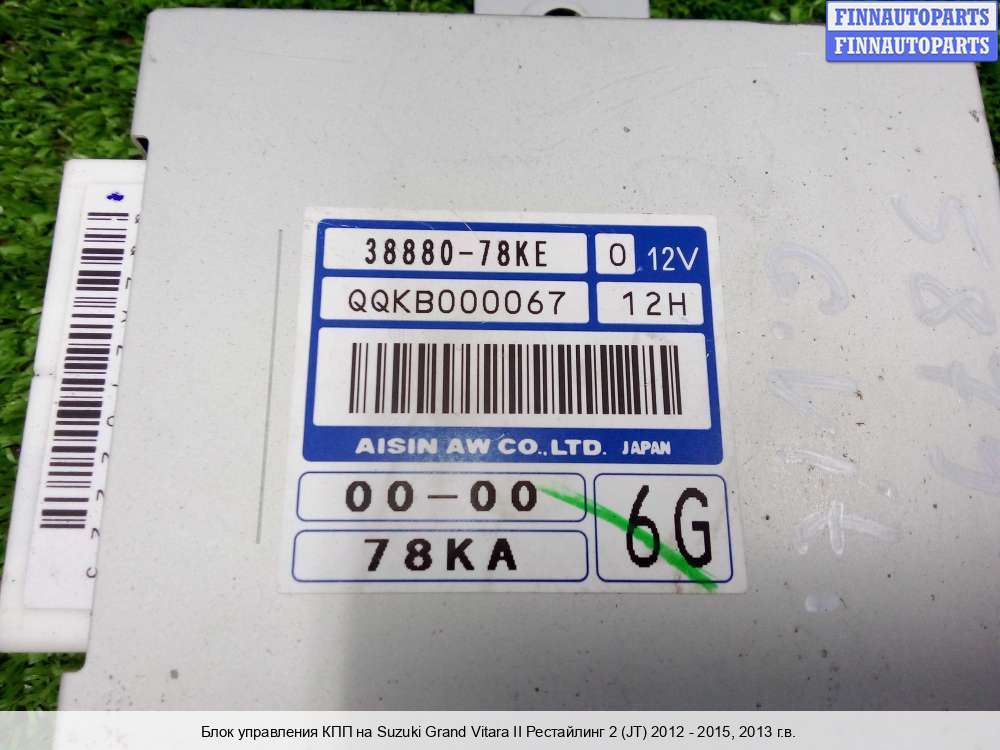 FINNAUTOPARTS
FINNAUTOPARTS
38880-78KE 0 12V
QQKB000067 12H
AISIN AW CO.,LTD. JAPAN
00-00
78KA 6G
Блок управления КПП на Suzuki Grand Vitara II Рестайлинг 2 (JT) 2012 - 2015, 2013 г.в.